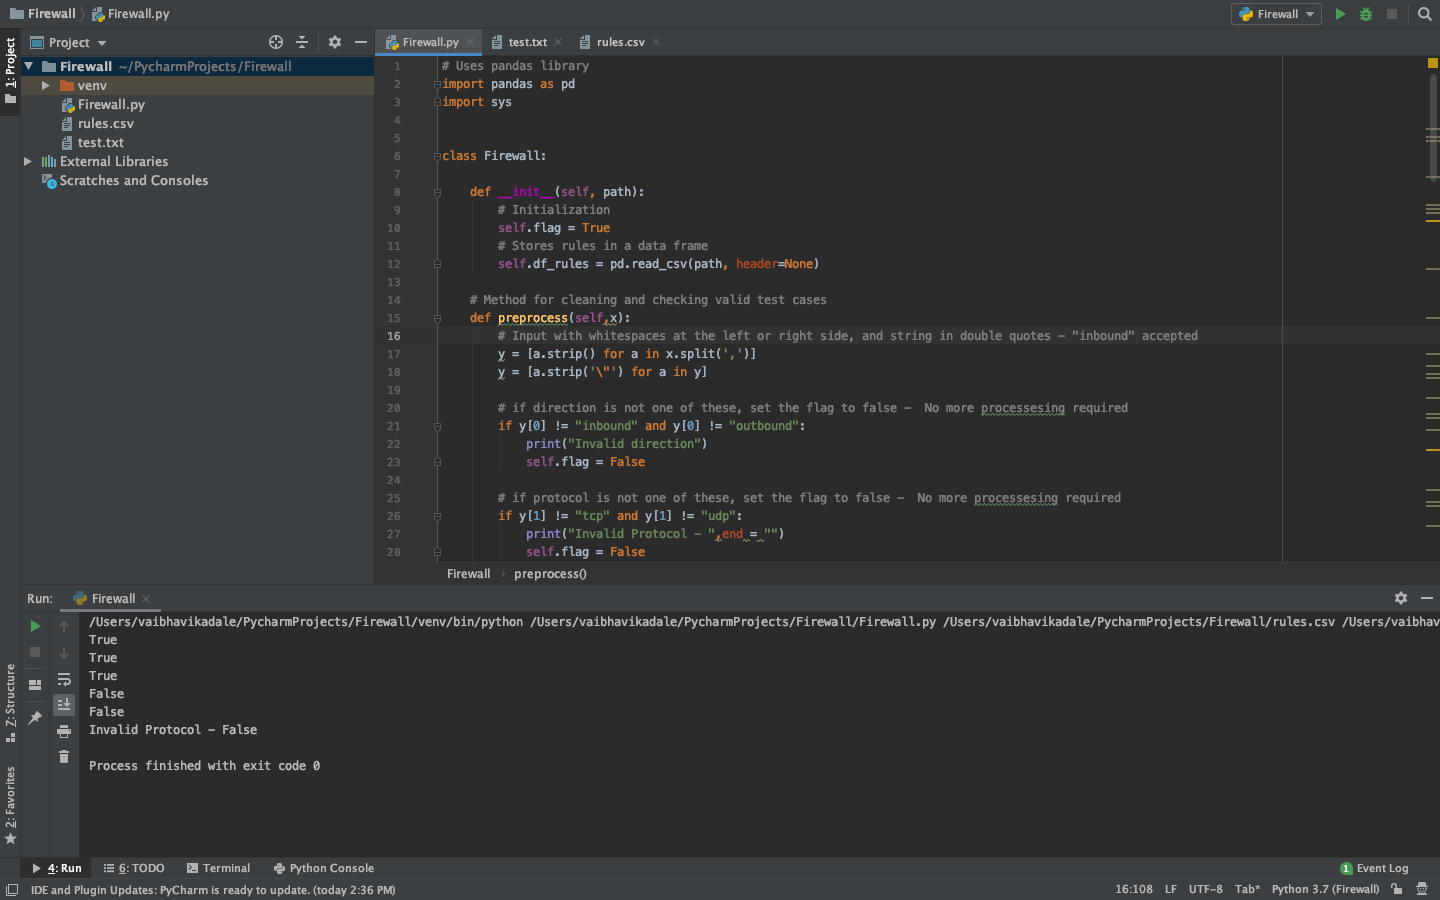 Firewall Firewall.py Firewall
1: Project
Project
Firewall ~/PycharmProjects/Firewall
venv
Firewall.py
rules.csv
test.txt
External Libraries
Scratches and Consoles
Firewall.py test.txt rules.csv
1 # Uses pandas library
2 import pandas as pd
3 import sys
4
5
6 class Firewall:
7
8 def __init__(self, path):
9 # Initialization
10 self.flag = True
11 # Stores rules in a data frame
12 self.df_rules = pd.read_csv(path, header=None)
13
14 # Method for cleaning and checking valid test cases
15 def preprocess(self,x):
16 # Input with whitespaces at the left or right side, and string in double quotes - "inbound" accepted
17 y = [a.strip() for a in x.split(',')]
18 y = [a.strip('\"') for a in y]
19
20 # if direction is not one of these, set the flag to false -  No more processesing required
21 if y[0] != "inbound" and y[0] != "outbound":
22 print("Invalid direction")
23 self.flag = False
24
25 # if protocol is not one of these, set the flag to false -  No more processesing required
26 if y[1] != "tcp" and y[1] != "udp":
27 print("Invalid Protocol - ",end = "")
28 self.flag = False
Firewall preprocess()
Run: Firewall
/Users/vaibhavikadale/PycharmProjects/Firewall/venv/bin/python /Users/vaibhavikadale/PycharmProjects/Firewall/Firewall.py /Users/vaibhavikadale/PycharmProjects/Firewall/rules.csv /Users/vaibhav
True
True
True
False
False
Invalid Protocol - False
Process finished with exit code 0
Z: Structure
2: Favorites
4: Run 6: TODO Terminal Python Console 1 Event Log
IDE and Plugin Updates: PyCharm is ready to update. (today 2:36 PM) 16:108 LF UTF-8 Tab* Python 3.7 (Firewall)